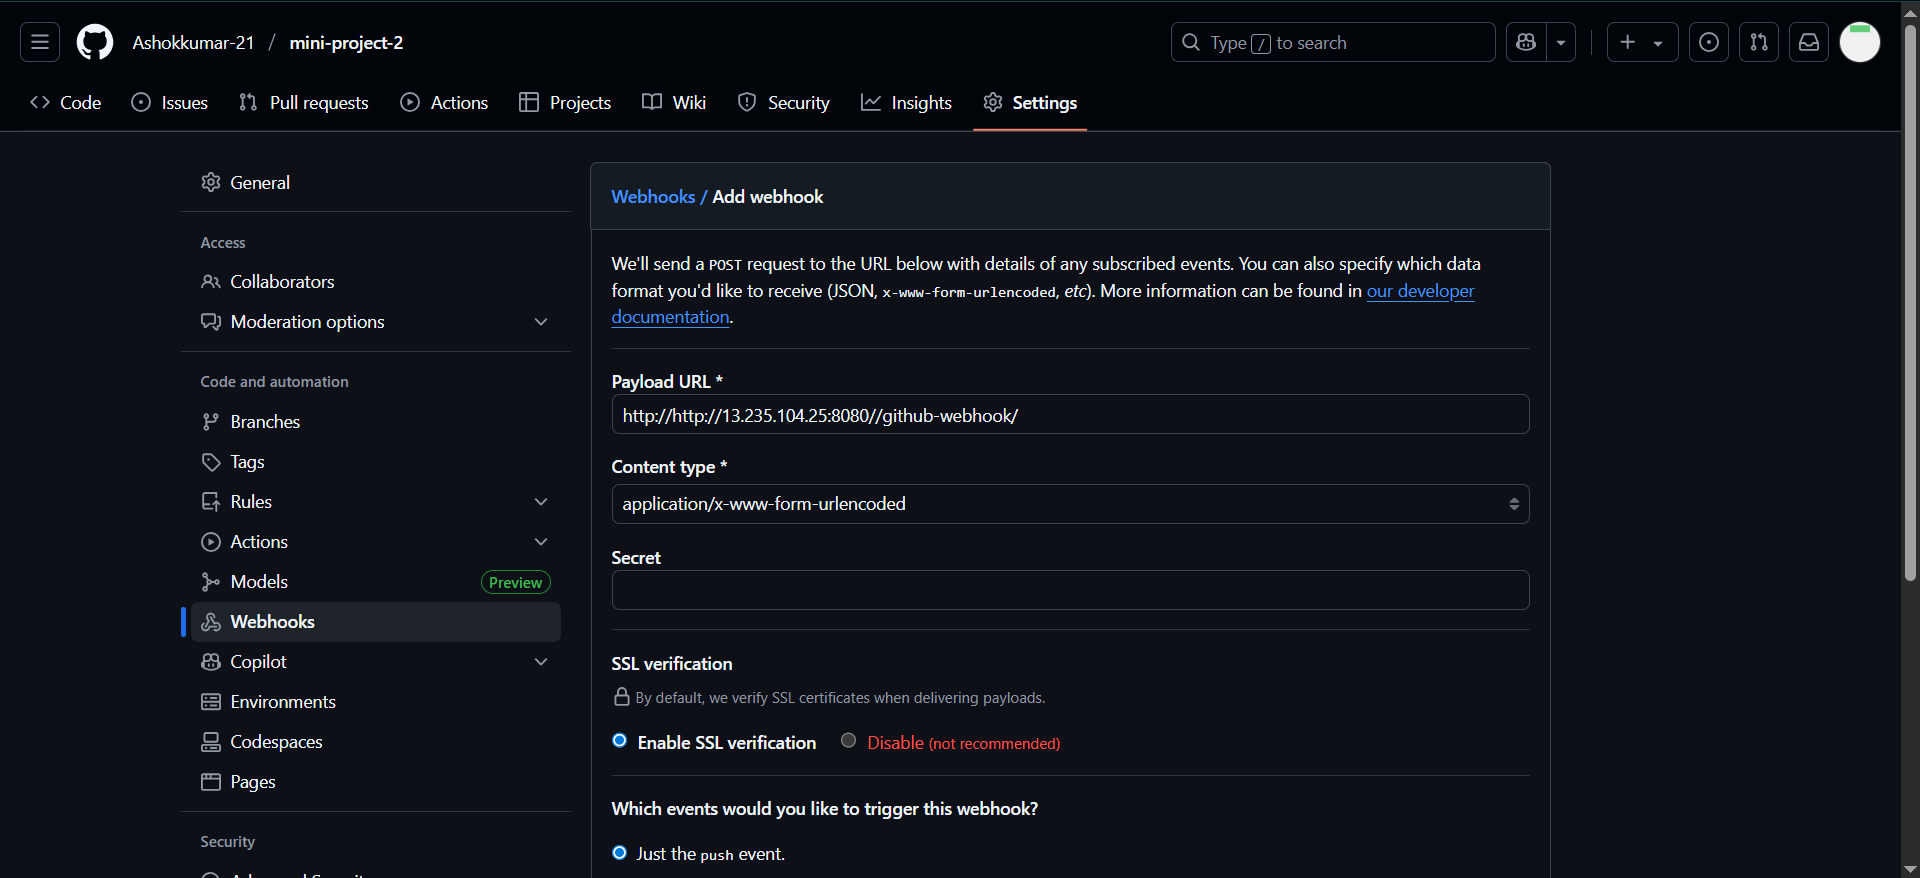 Ashokkumar-21 / mini-project-2
Type / to search
Code Issues Pull requests Actions Projects Wiki Security Insights Settings
General
Access
Collaborators
Moderation options
Code and automation
Branches
Tags
Rules
Actions
Models Preview
Webhooks
Copilot
Environments
Codespaces
Pages
Security
Webhooks / Add webhook
We'll send a POST request to the URL below with details of any subscribed events. You can also specify which data
format you'd like to receive (JSON, x-www-form-urlencoded, etc). More information can be found in our developer
documentation.
Payload URL *
http://http://13.235.104.25:8080//github-webhook/
Content type *
application/x-www-form-urlencoded
Secret
SSL verification
By default, we verify SSL certificates when delivering payloads.
Enable SSL verification Disable (not recommended)
Which events would you like to trigger this webhook?
Just the push event.